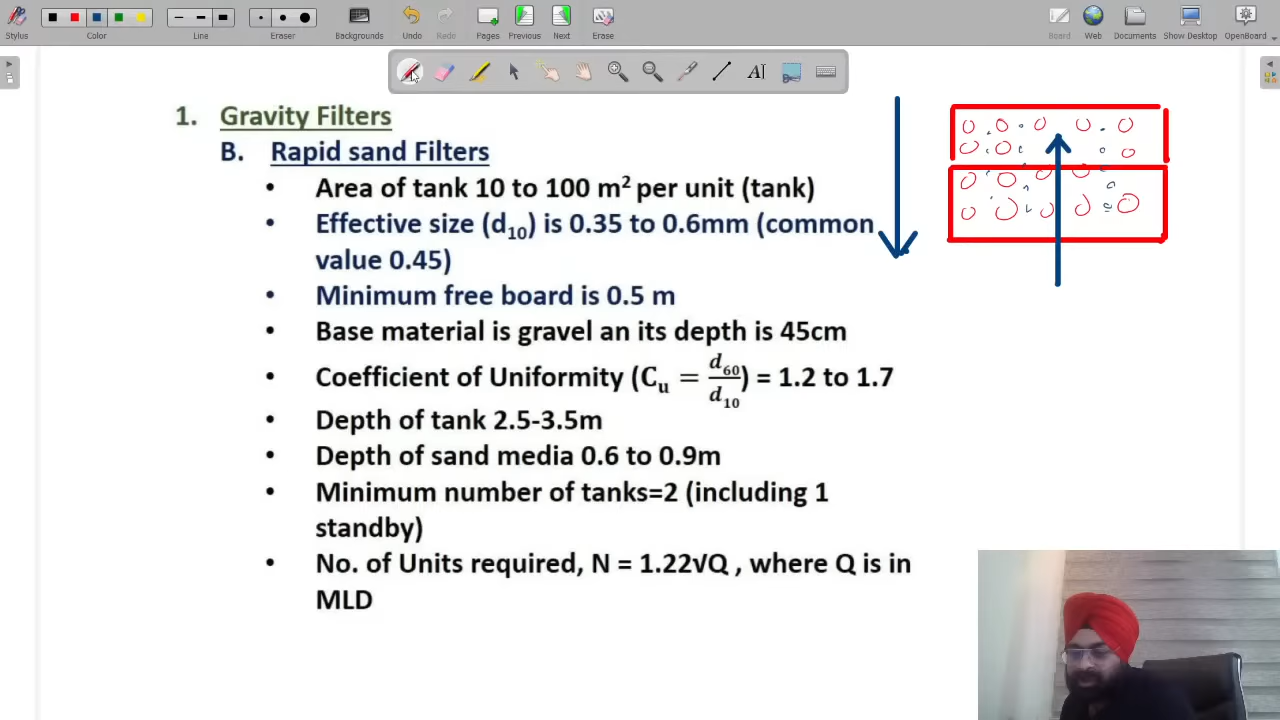 Stylus Color Line Eraser Backgrounds Undo Redo Pages Previous Next Erase Board Web Documents Show Desktop OpenBoard
1. Gravity Filters
B. Rapid sand Filters
• Area of tank 10 to 100 m² per unit (tank)
• Effective size (d₁₀) is 0.35 to 0.6mm (common
value 0.45)
• Minimum free board is 0.5 m
• Base material is gravel an its depth is 45cm
• Coefficient of Uniformity (Cᵤ = d₆₀/d₁₀) = 1.2 to 1.7
• Depth of tank 2.5-3.5m
• Depth of sand media 0.6 to 0.9m
• Minimum number of tanks=2 (including 1
standby)
• No. of Units required, N = 1.22√Q , where Q is in
MLD